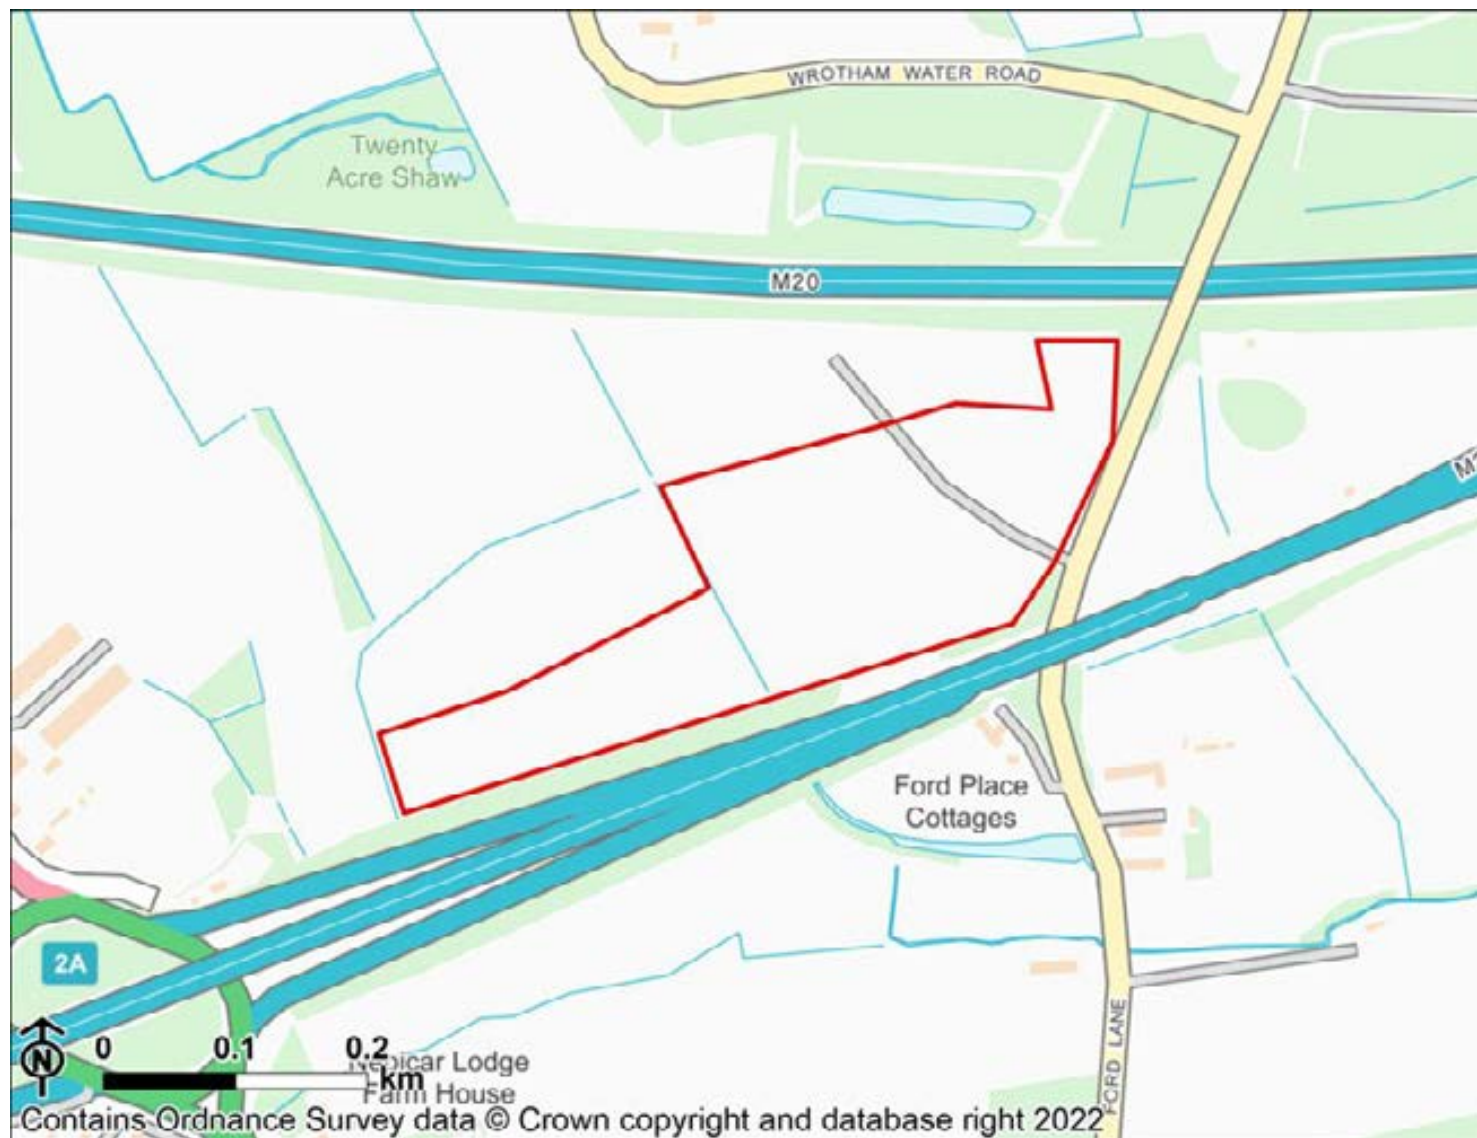 WROTHAM WATER ROAD
Twenty
Acre Shaw
M20
Ford Place
Cottages
2A
N
0 0.1 0.2
km
Lodge
Farm House
FORD LANE
Contains Ordnance Survey data © Crown copyright and database right 2022